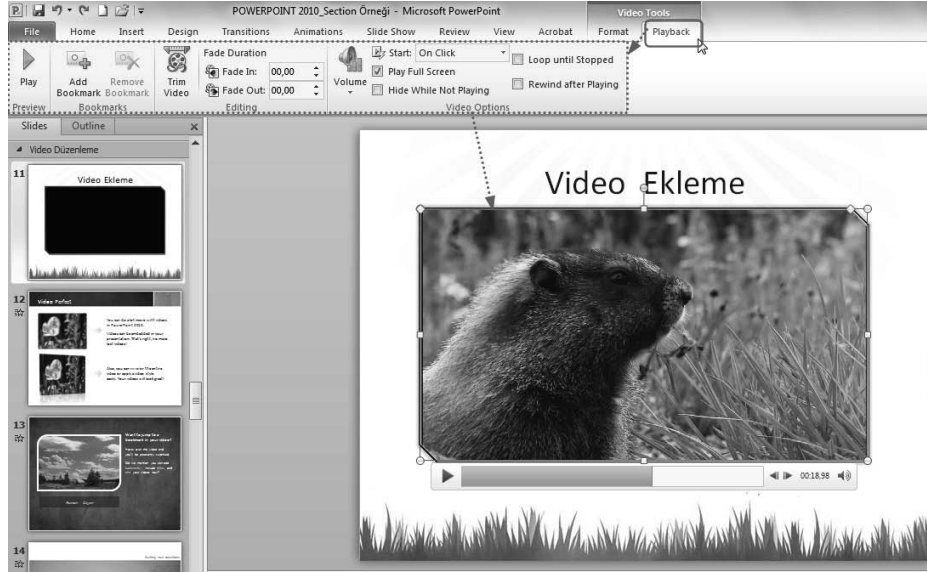 POWERPOINT 2010_Section Örneği - Microsoft PowerPoint
Video Tools
File Home Insert Design Transitions Animations Slide Show Review View Acrobat Format Playback
Fade Duration
Start: On Click
Loop until Stopped
Fade In: 00,00
Play Full Screen
Play Add Remove Trim Volume
Rewind after Playing
Bookmark Bookmark Video
Fade Out: 00,00
Hide While Not Playing
Preview Bookmarks Editing Video Options
Slides Outline
Video Düzenleme
11
Video Ekleme
12
13
14
Video Ekleme
00:18,98